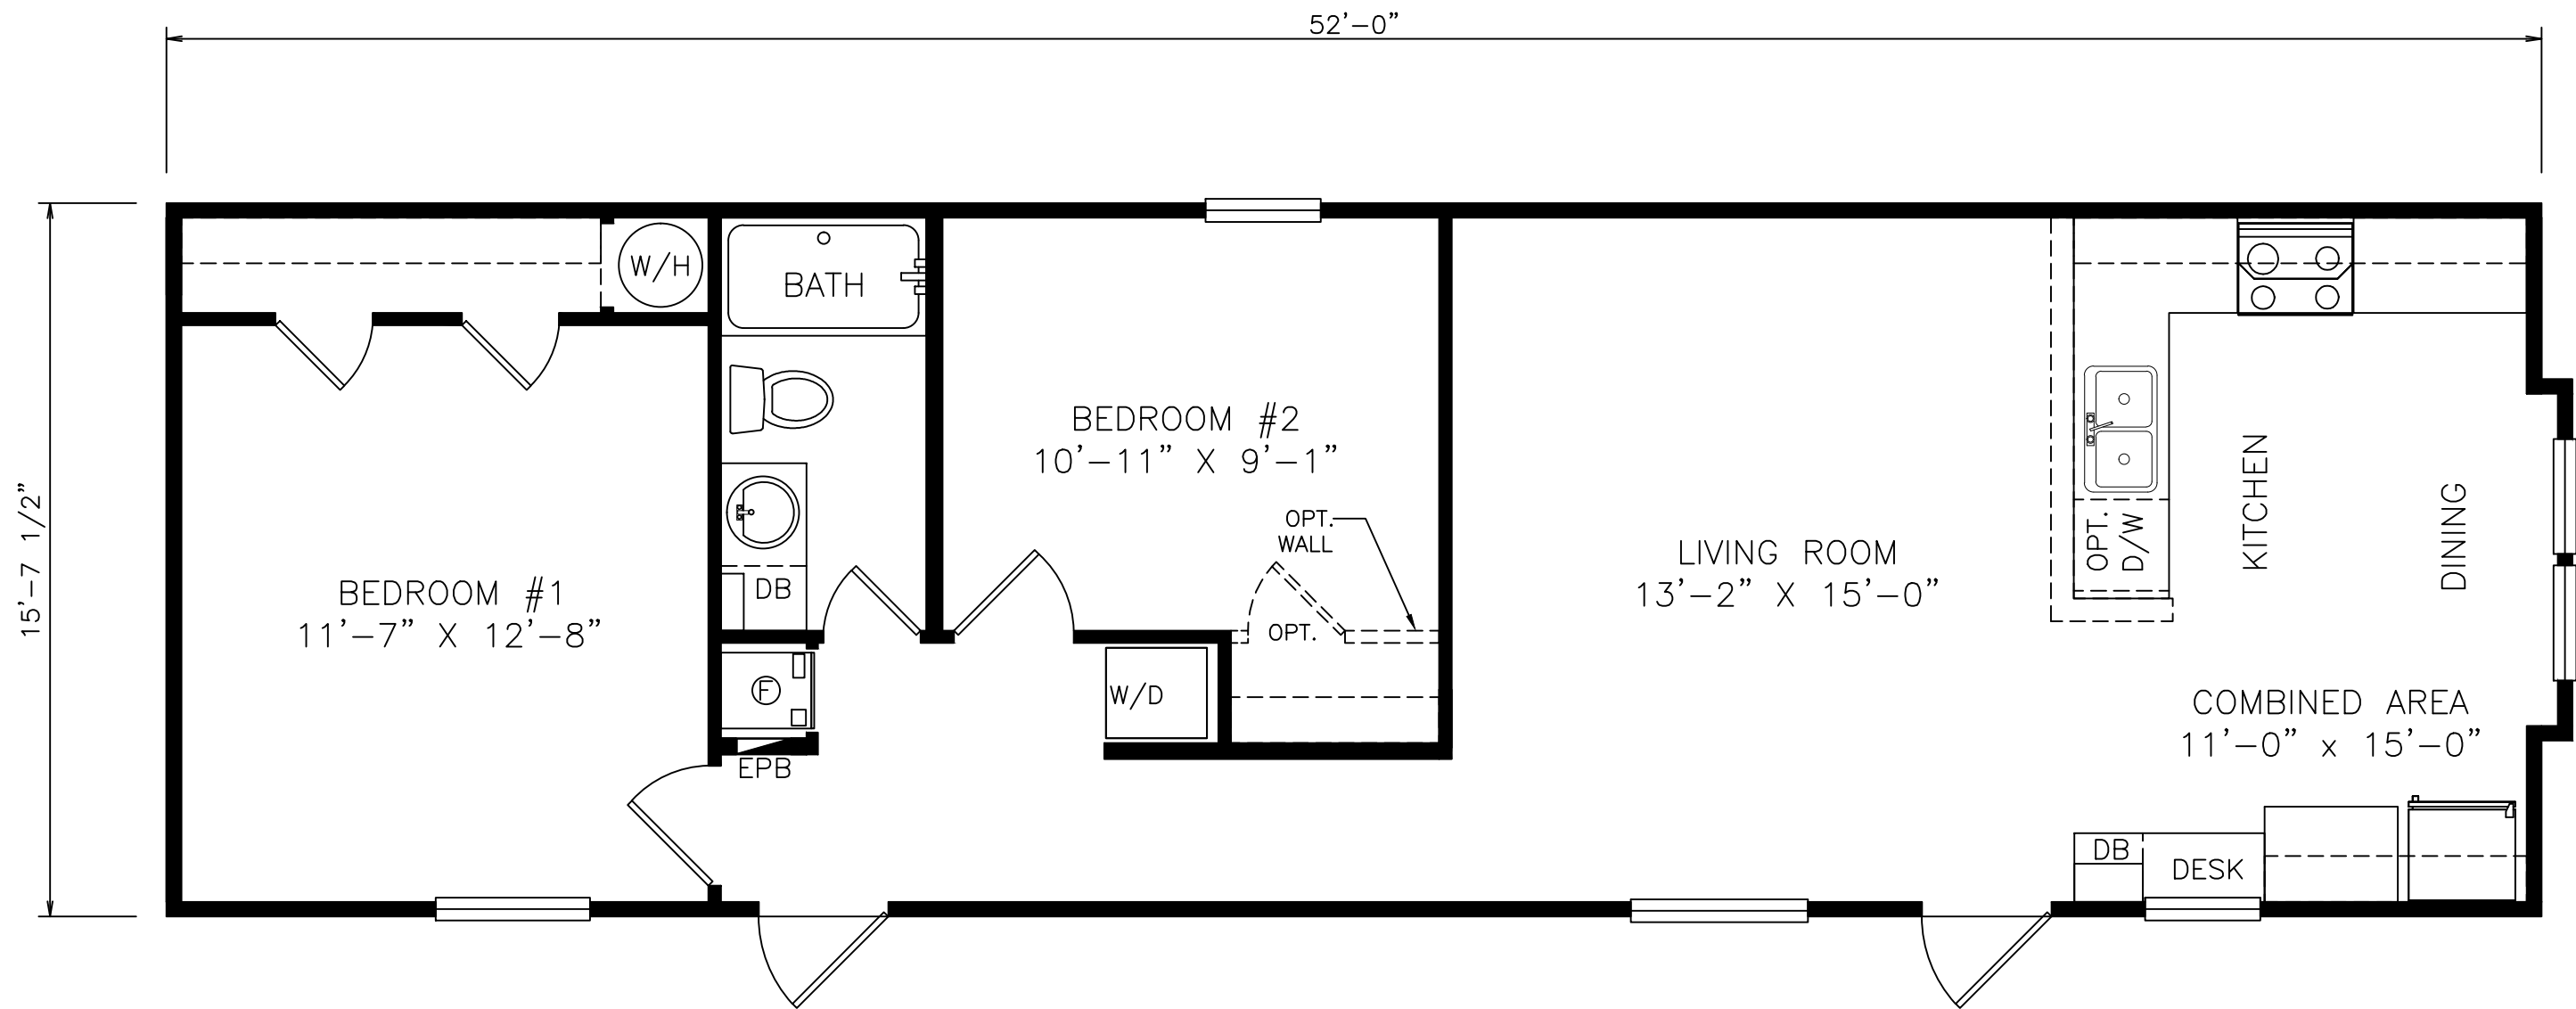 52'-0"
15'-7 1/2"
W/H
BATH
BEDROOM #2
10'-11" X 9'-1"
OPT.
WALL
OPT.
BEDROOM #1
11'-7" X 12'-8"
DB
F
EPB
W/D
LIVING ROOM
13'-2" X 15'-0"
OPT.
D/W
KITCHEN
DINING
COMBINED AREA
11'-0" x 15'-0"
DB
DESK